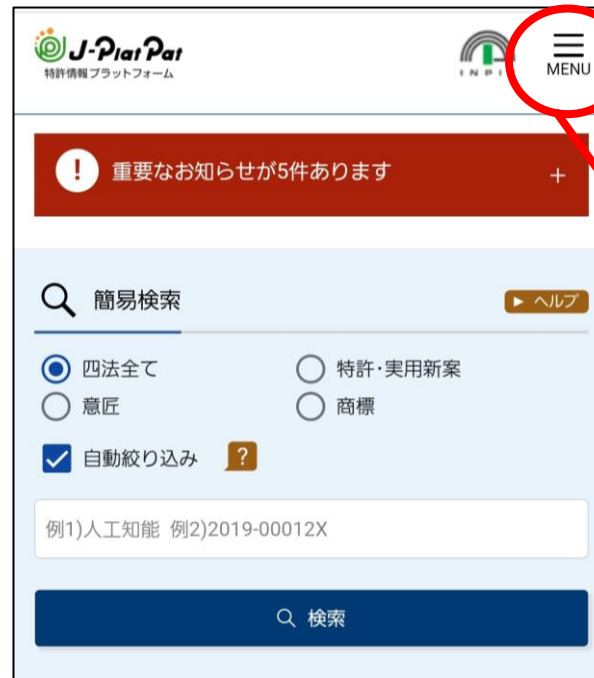 J-PlatPat
特許情報プラットフォーム
INPI
MENU
重要なお知らせが5件あります
+
簡易検索
ヘルプ
四法全て
特許・実用新案
意匠
商標
自動絞り込み
?
例1)人工知能 例2)2019-00012X
検索